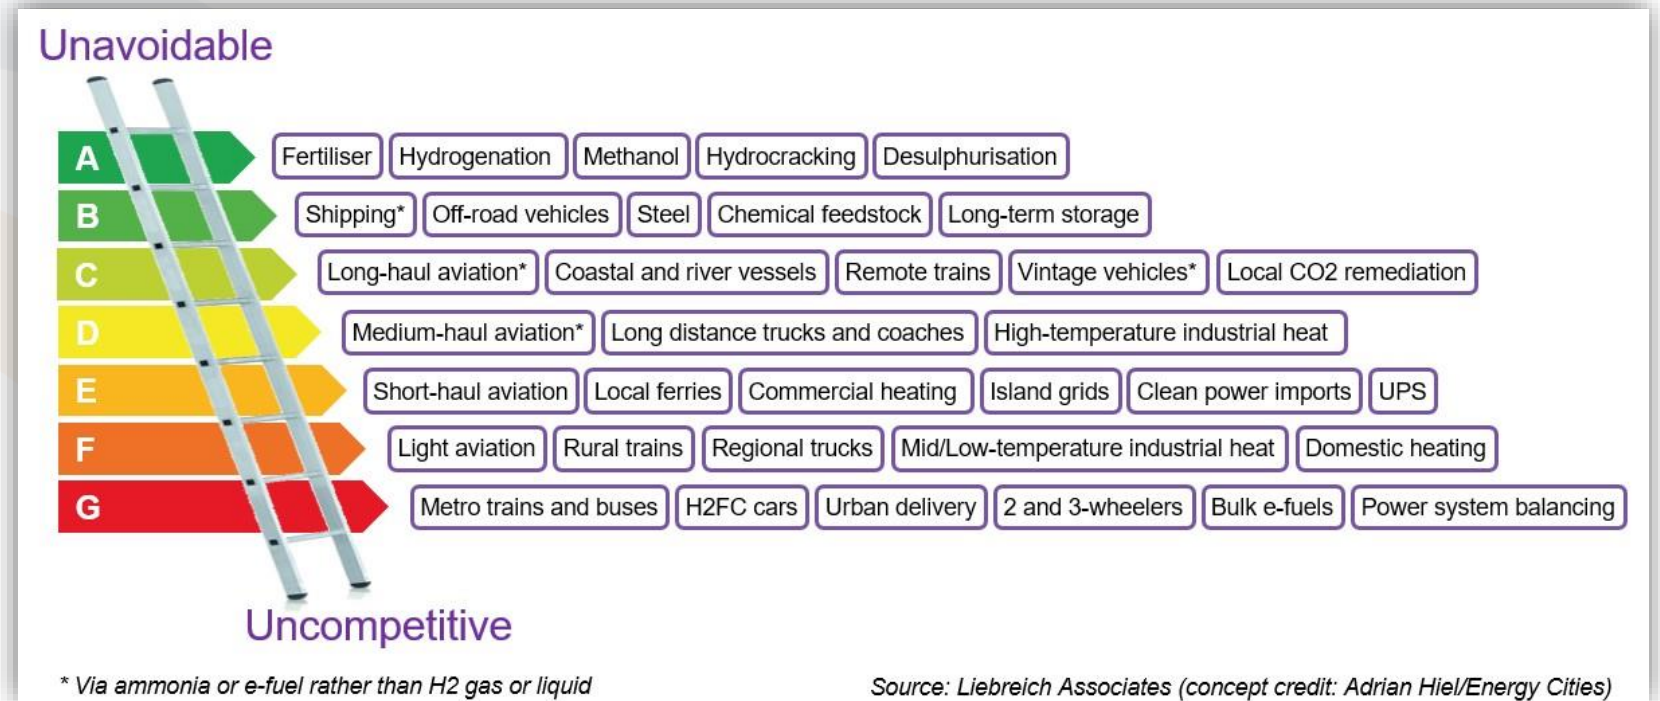 Unavoidable
A Fertiliser Hydrogenation Methanol Hydrocracking Desulphurisation
B Shipping* Off-road vehicles Steel Chemical feedstock Long-term storage
C Long-haul aviation* Coastal and river vessels Remote trains Vintage vehicles* Local CO2 remediation
D Medium-haul aviation* Long distance trucks and coaches High-temperature industrial heat
E Short-haul aviation Local ferries Commercial heating Island grids Clean power imports UPS
F Light aviation Rural trains Regional trucks Mid/Low-temperature industrial heat Domestic heating
G Metro trains and buses H2FC cars Urban delivery 2 and 3-wheelers Bulk e-fuels Power system balancing
Uncompetitive
* Via ammonia or e-fuel rather than H2 gas or liquid Source: Liebreich Associates (concept credit: Adrian Hiel/Energy Cities)